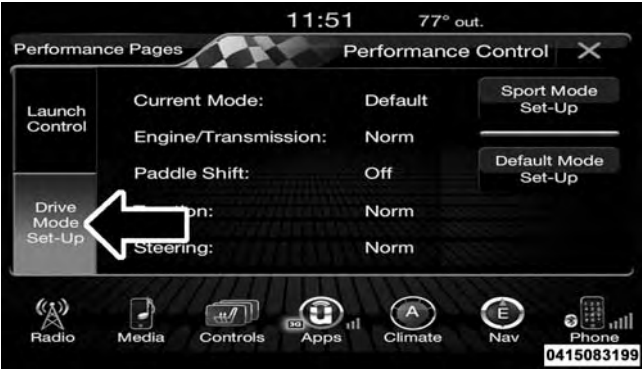 11:51 77° out.
Performance Pages Performance Control
Launch
Control
Current Mode: Default
Engine/Transmission: Norm
Paddle Shift: Off
Norm
Steering: Norm
Drive
Mode
Set-Up
Sport Mode
Set-Up
Default Mode
Set-Up
A E
3G
Radio Media Controls Apps Climate Nav Phone
0415083199